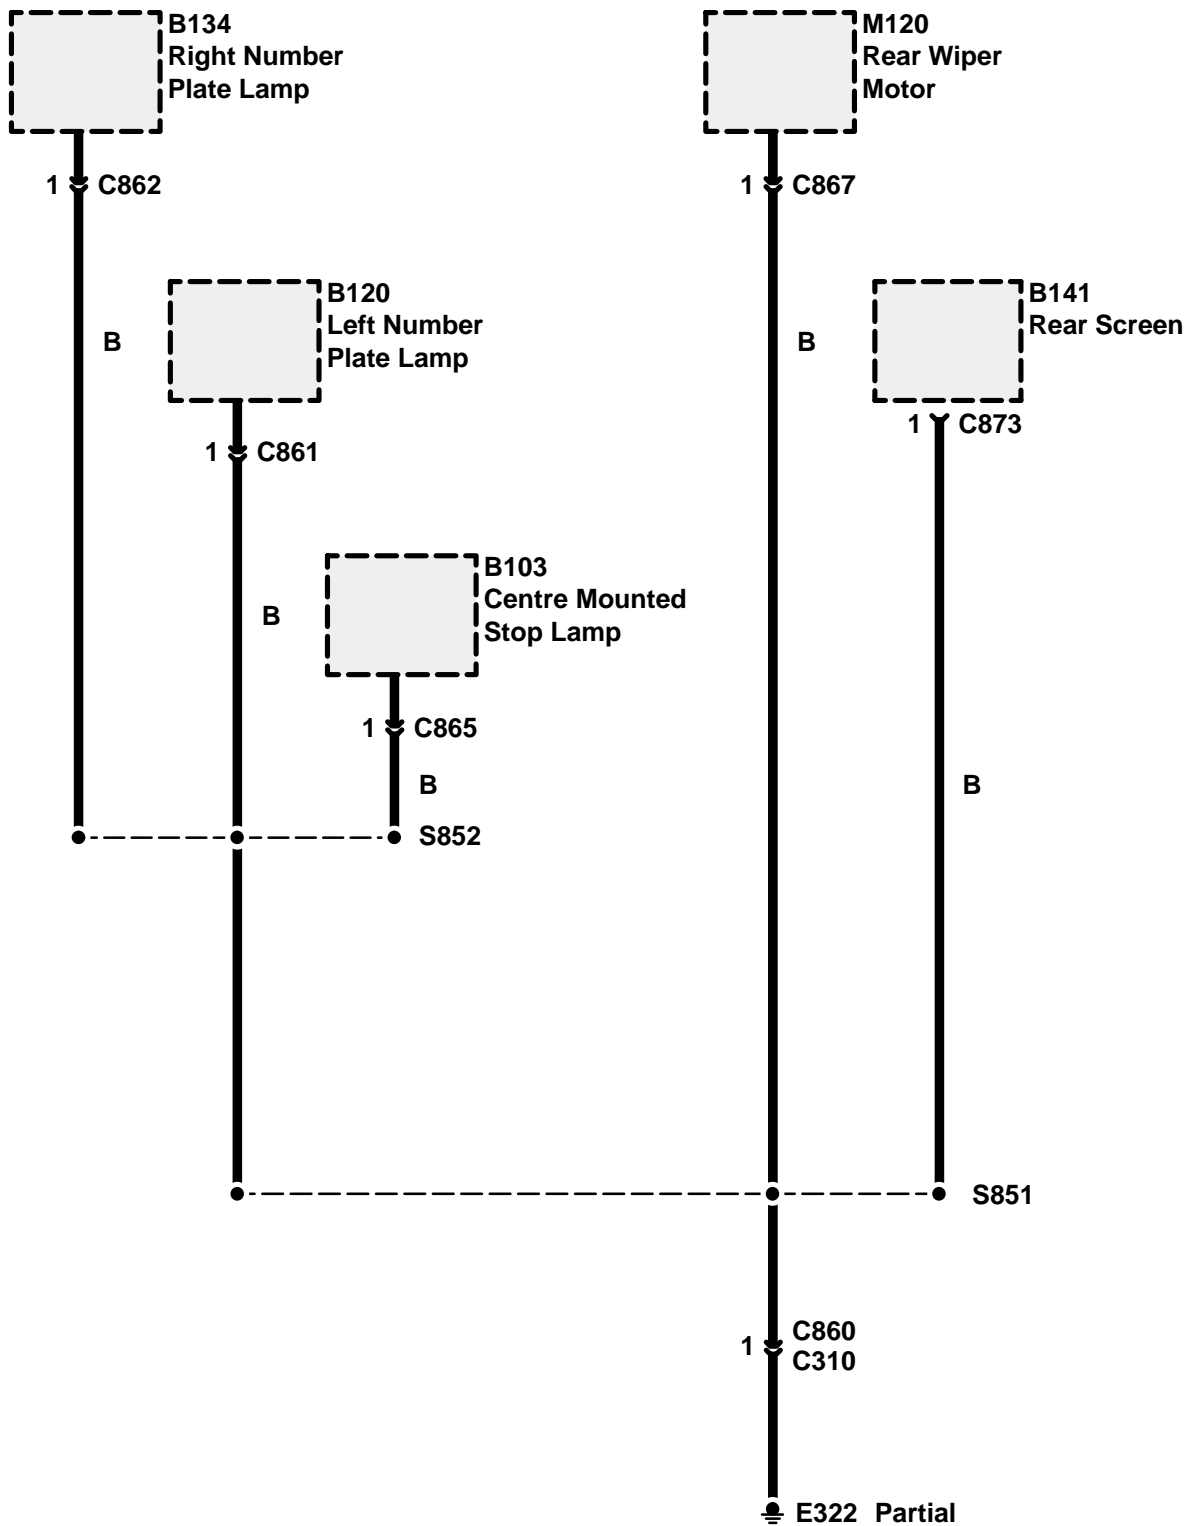 B134
Right Number
Plate Lamp
M120
Rear Wiper
Motor
1 C862
1 C867
B120
Left Number
Plate Lamp
B141
Rear Screen
B
B
1 C873
1 C861
B103
Centre Mounted
Stop Lamp
B
1 C865
B
B
S852
S851
1
C860
C310
E322 Partial